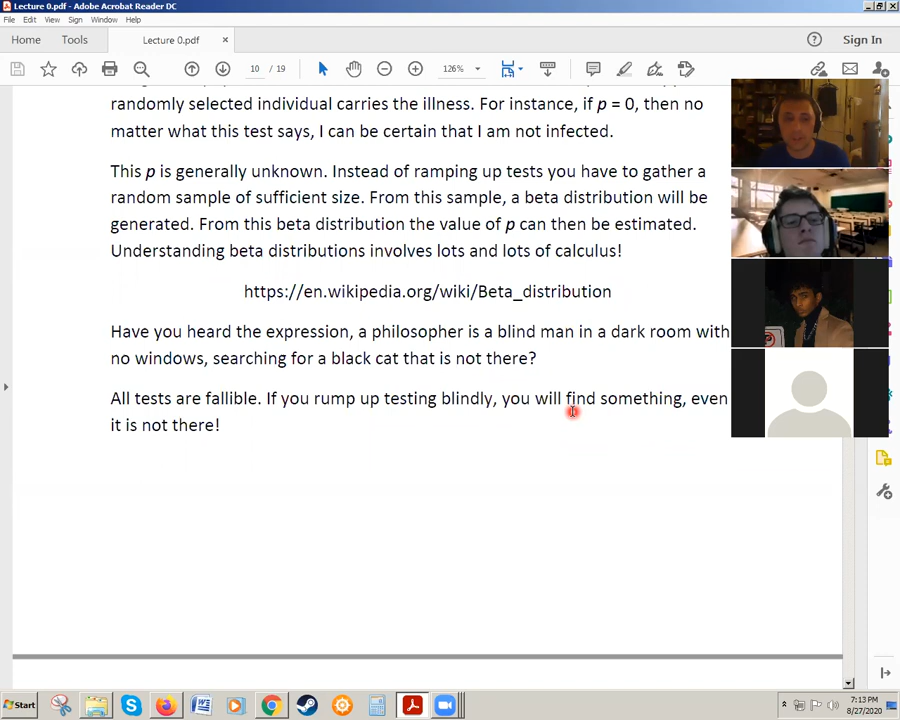 Lecture 0.pdf - Adobe Acrobat Reader DC
File Edit View Sign Window Help
Home Tools Lecture 0.pdf × Sign In
10 / 19 126%
randomly selected individual carries the illness. For instance, if p = 0, then no
matter what this test says, I can be certain that I am not infected.
This p is generally unknown. Instead of ramping up tests you have to gather a
random sample of sufficient size. From this sample, a beta distribution will be
generated. From this beta distribution the value of p can then be estimated.
Understanding beta distributions involves lots and lots of calculus!
https://en.wikipedia.org/wiki/Beta_distribution
Have you heard the expression, a philosopher is a blind man in a dark room with
no windows, searching for a black cat that is not there?
All tests are fallible. If you rump up testing blindly, you will find something, even
it is not there!
Start
7:13 PM
8/27/2020